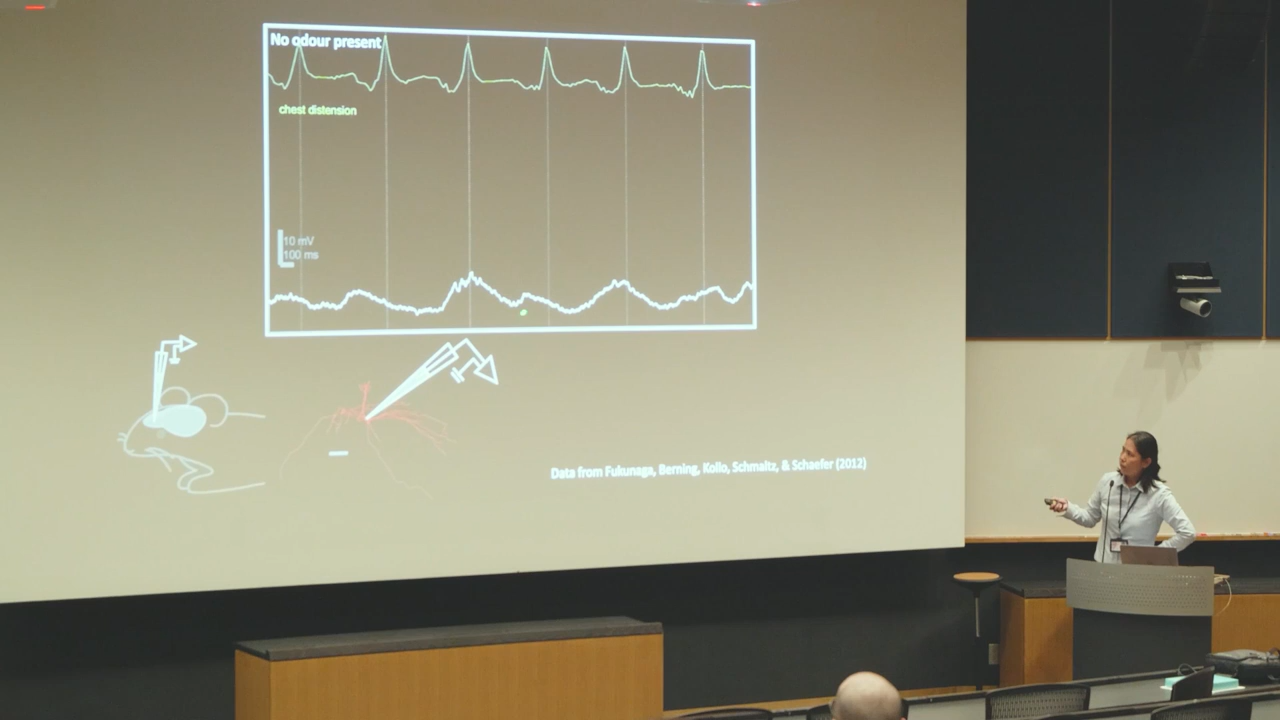 No odour present
chest distension
10 mV
100 ms
Data from Fukunaga, Berning, Kollo, Schmaltz, & Schaefer (2012)